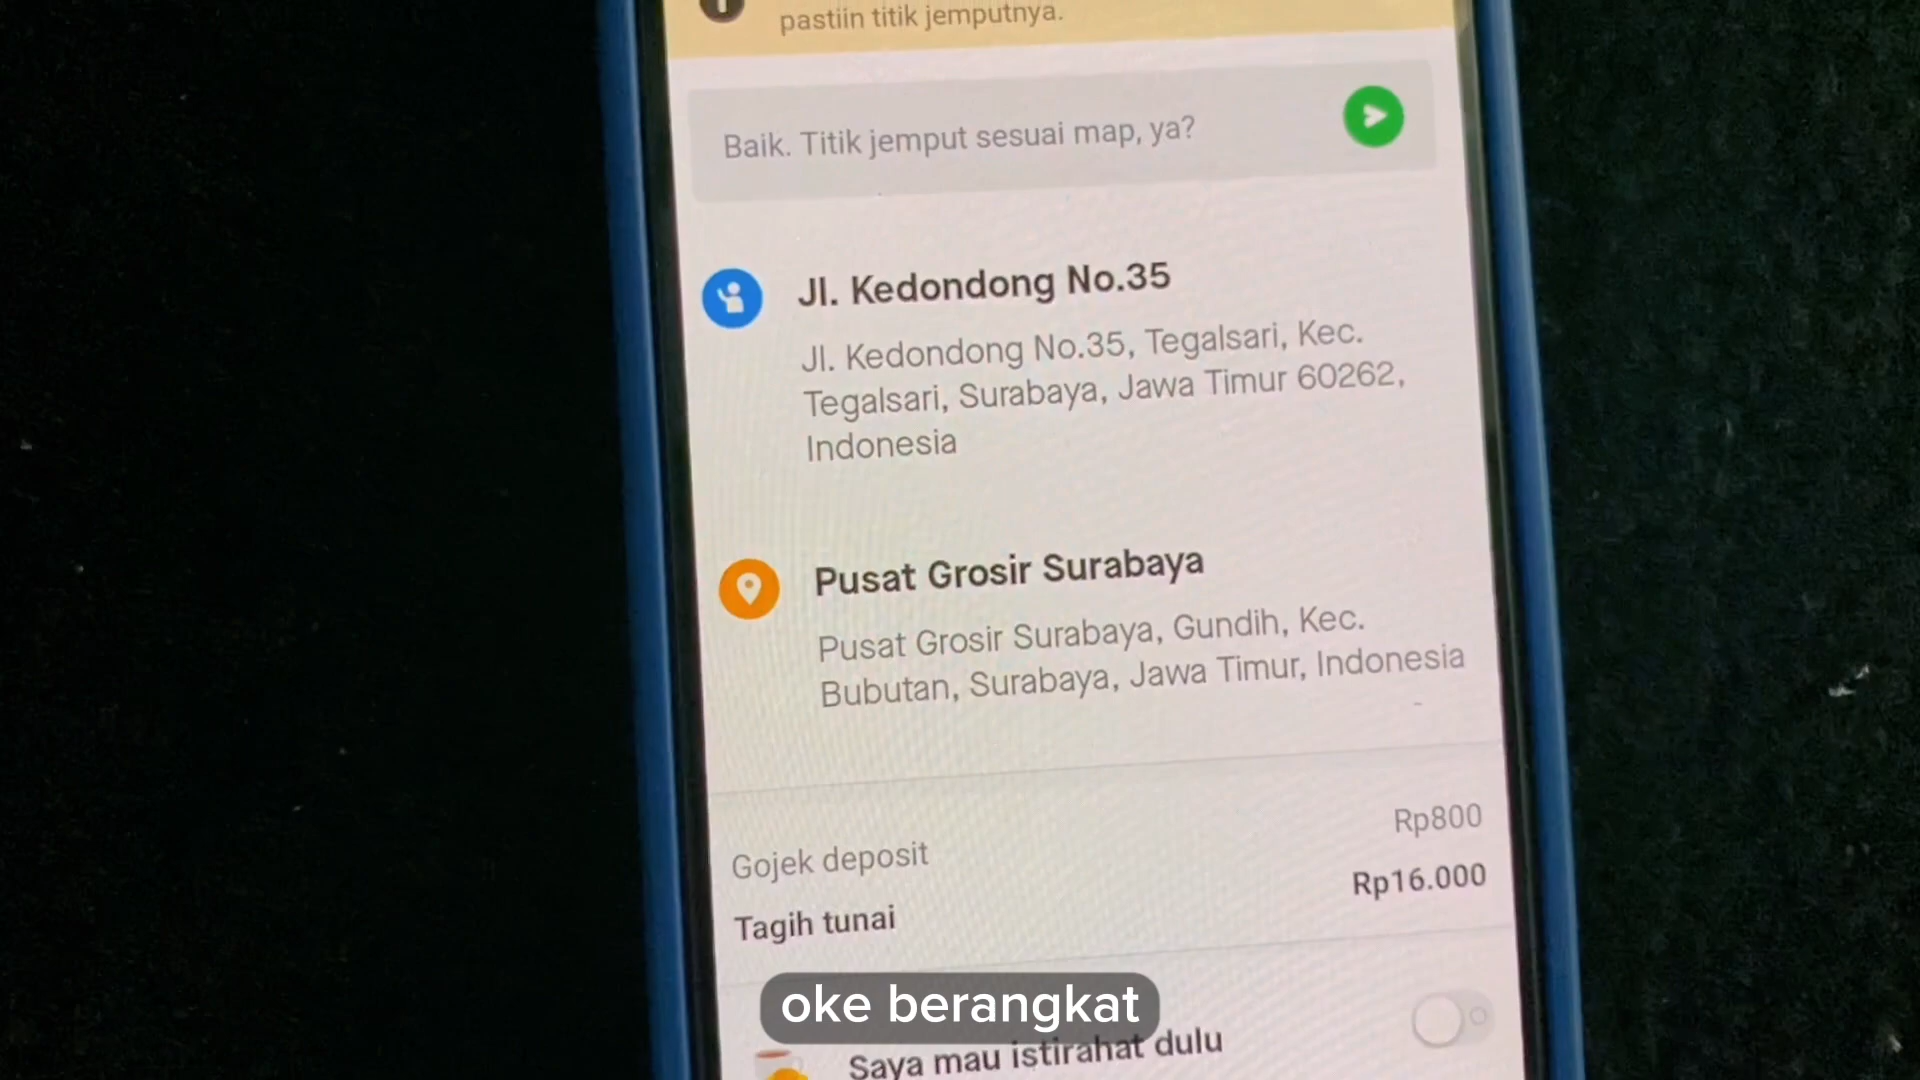 pastiin titik jemputnya.
Baik. Titik jemput sesuai map, ya?
Jl. Kedondong No.35
Jl. Kedondong No.35, Tegalsari, Kec.
Tegalsari, Surabaya, Jawa Timur 60262,
Indonesia
Pusat Grosir Surabaya
Pusat Grosir Surabaya, Gundih, Kec.
Bubutan, Surabaya, Jawa Timur, Indonesia
Gojek deposit Rp800
Tagih tunai Rp16.000
oke berangkat
Saya mau istirahat dulu